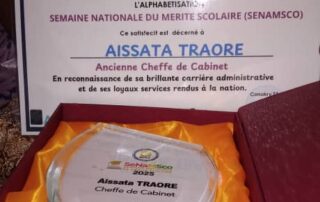 L'ALPHABETISATION
SEMAINE NATIONALE DU MERITE SCOLAIRE (SENAMSCO)
Ce satisfecit est décerné à
AISSATA TRAORE
Ancienne Cheffe de Cabinet
En reconnaissance de sa brillante carrière administrative
et de ses loyaux services rendus à la nation.
Conakry
SeNaMSco
2025
Aissata TRAORE
Cheffe de Cabinet